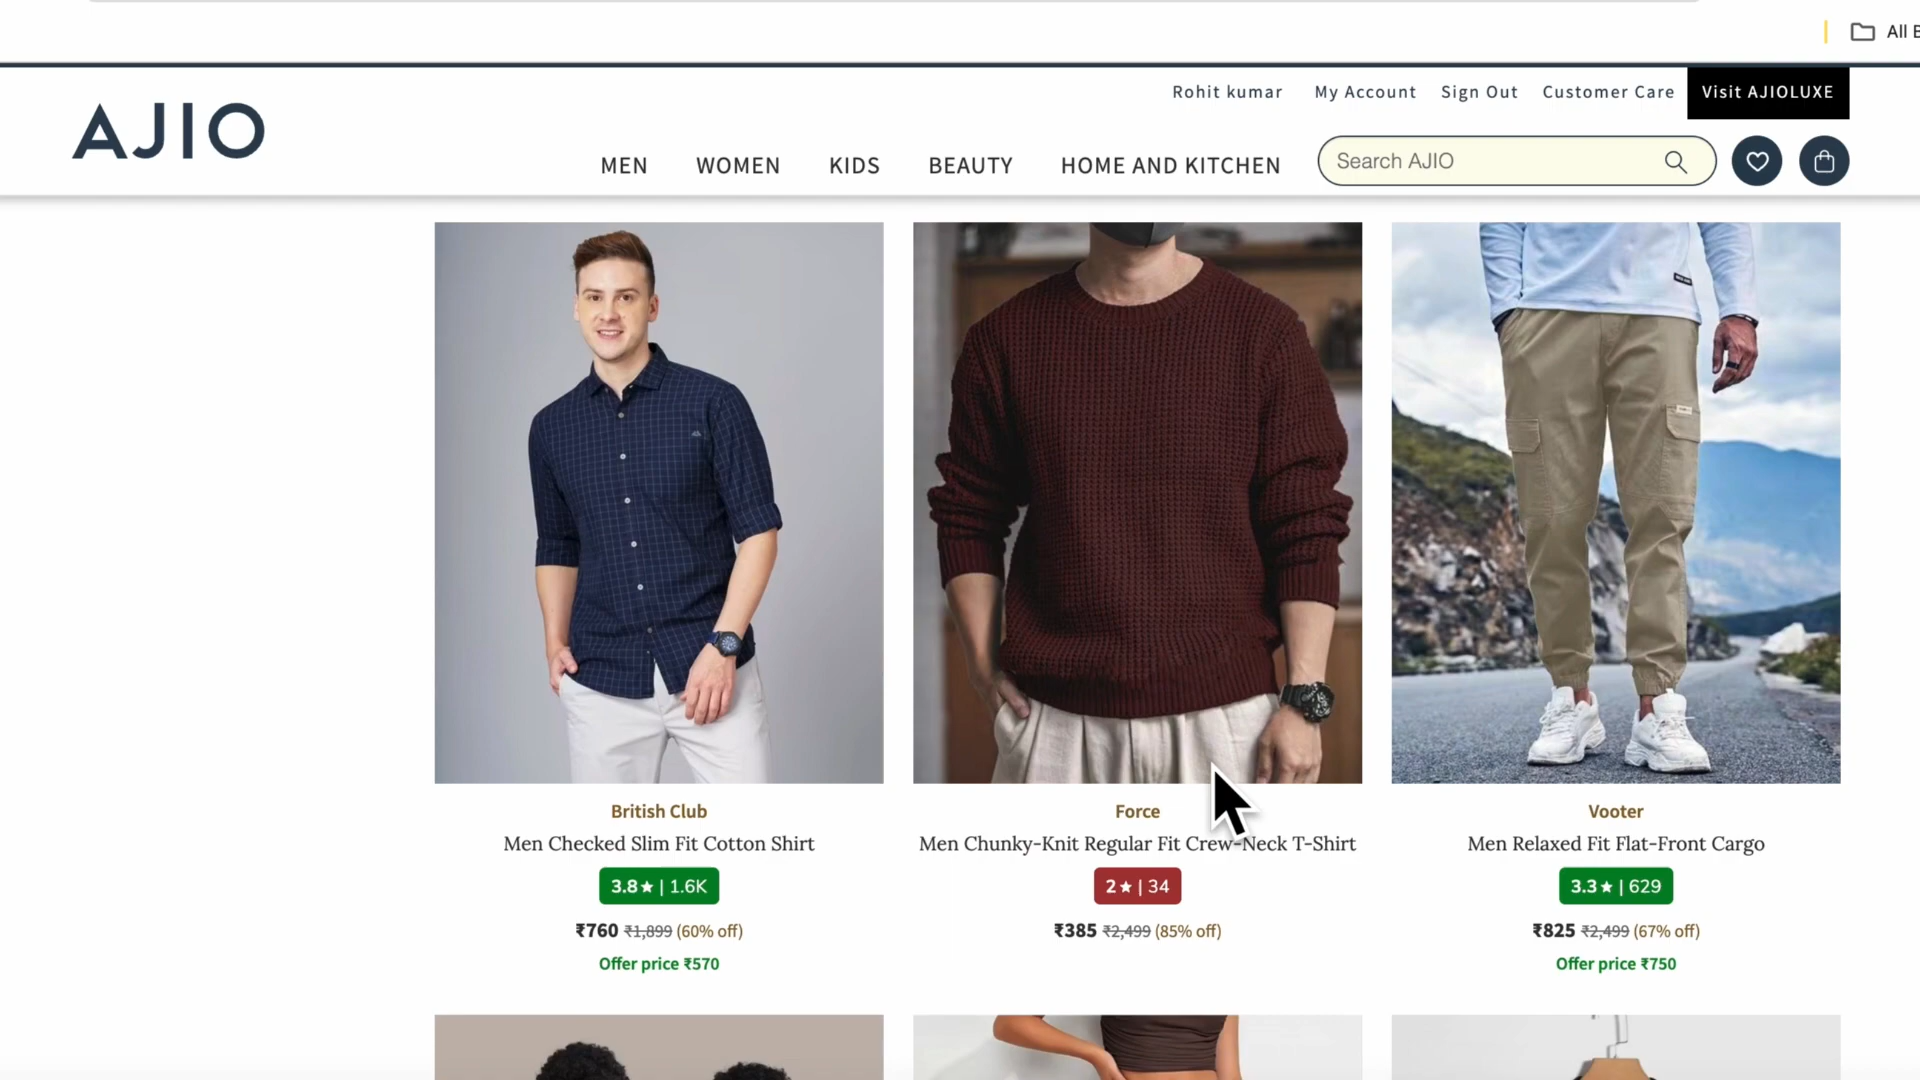 All
Rohit kumar My Account Sign Out Customer Care Visit AJIOLUXE
AJIO
MEN WOMEN KIDS BEAUTY HOME AND KITCHEN Search AJIO
British Club
Men Checked Slim Fit Cotton Shirt
3.8★ | 1.6K
₹760 ₹1,899 (60% off)
Offer price ₹570
Force
Men Chunky-Knit Regular Fit Crew-Neck T-Shirt
2★ | 34
₹385 ₹2,499 (85% off)
Vooter
Men Relaxed Fit Flat-Front Cargo
3.3★ | 629
₹825 ₹2,499 (67% off)
Offer price ₹750